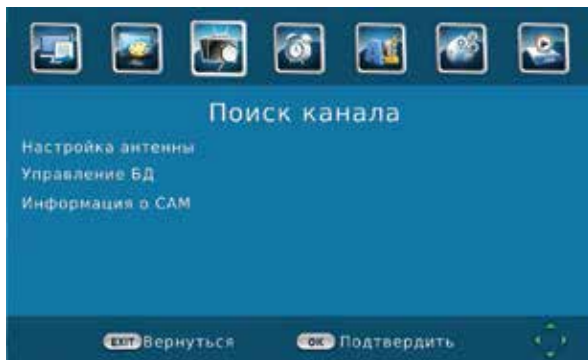 Поиск канала
Настройка антенны
Управление БД
Информация о CAM
EXIT Вернуться OK Подтвердить